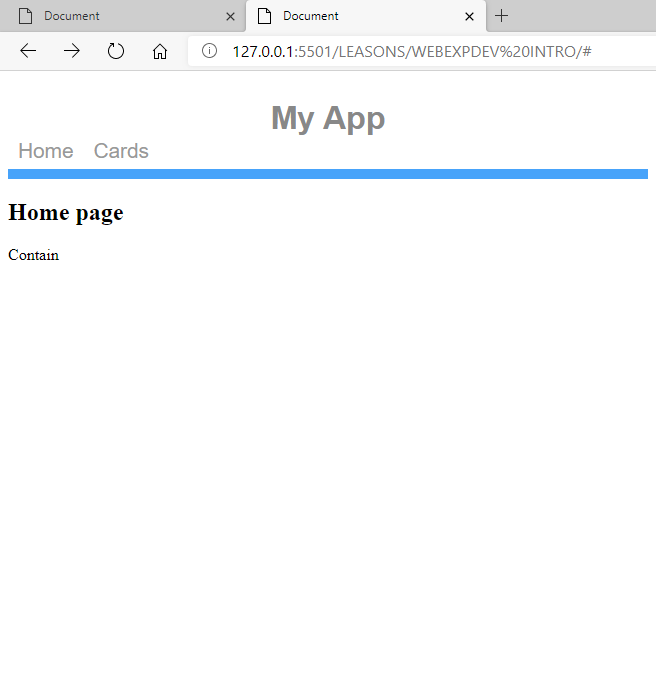 Document Document
127.0.0.1:5501/LEASONS/WEBEXPDEV%20INTRO/#
My App
Home Cards
Home page
Contain